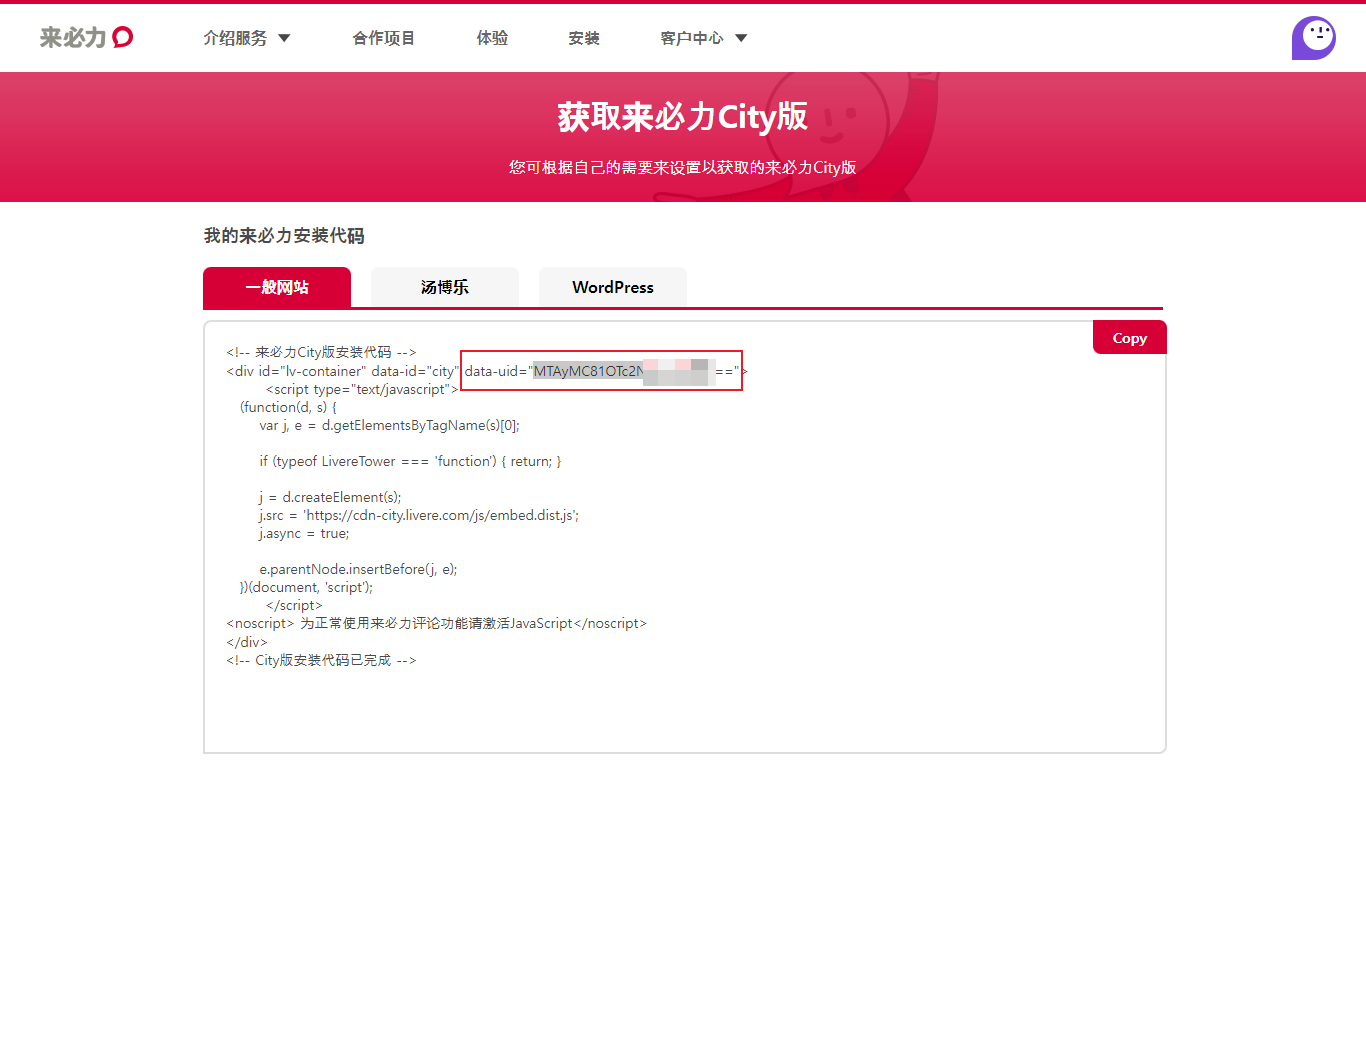 来必力
介绍服务 合作项目 体验 安装 客户中心
获取来必力City版
您可根据自己的需要来设置以获取的来必力City版
我的来必力安装代码
一般网站 汤博乐 WordPress
Copy
<!-- 来必力City版安装代码 -->
<div id="lv-container" data-id="city" data-uid="MTAyMC81OTc2N =="">
<script type="text/javascript">
(function(d, s) {
var j, e = d.getElementsByTagName(s)[0];
if (typeof LivereTower === 'function') { return; }
j = d.createElement(s);
j.src = 'https://cdn-city.livere.com/js/embed.dist.js';
j.async = true;
e.parentNode.insertBefore(j, e);
})(document, 'script');
</script>
<noscript> 为正常使用来必力评论功能请激活JavaScript</noscript>
</div>
<!-- City版安装代码已完成 -->